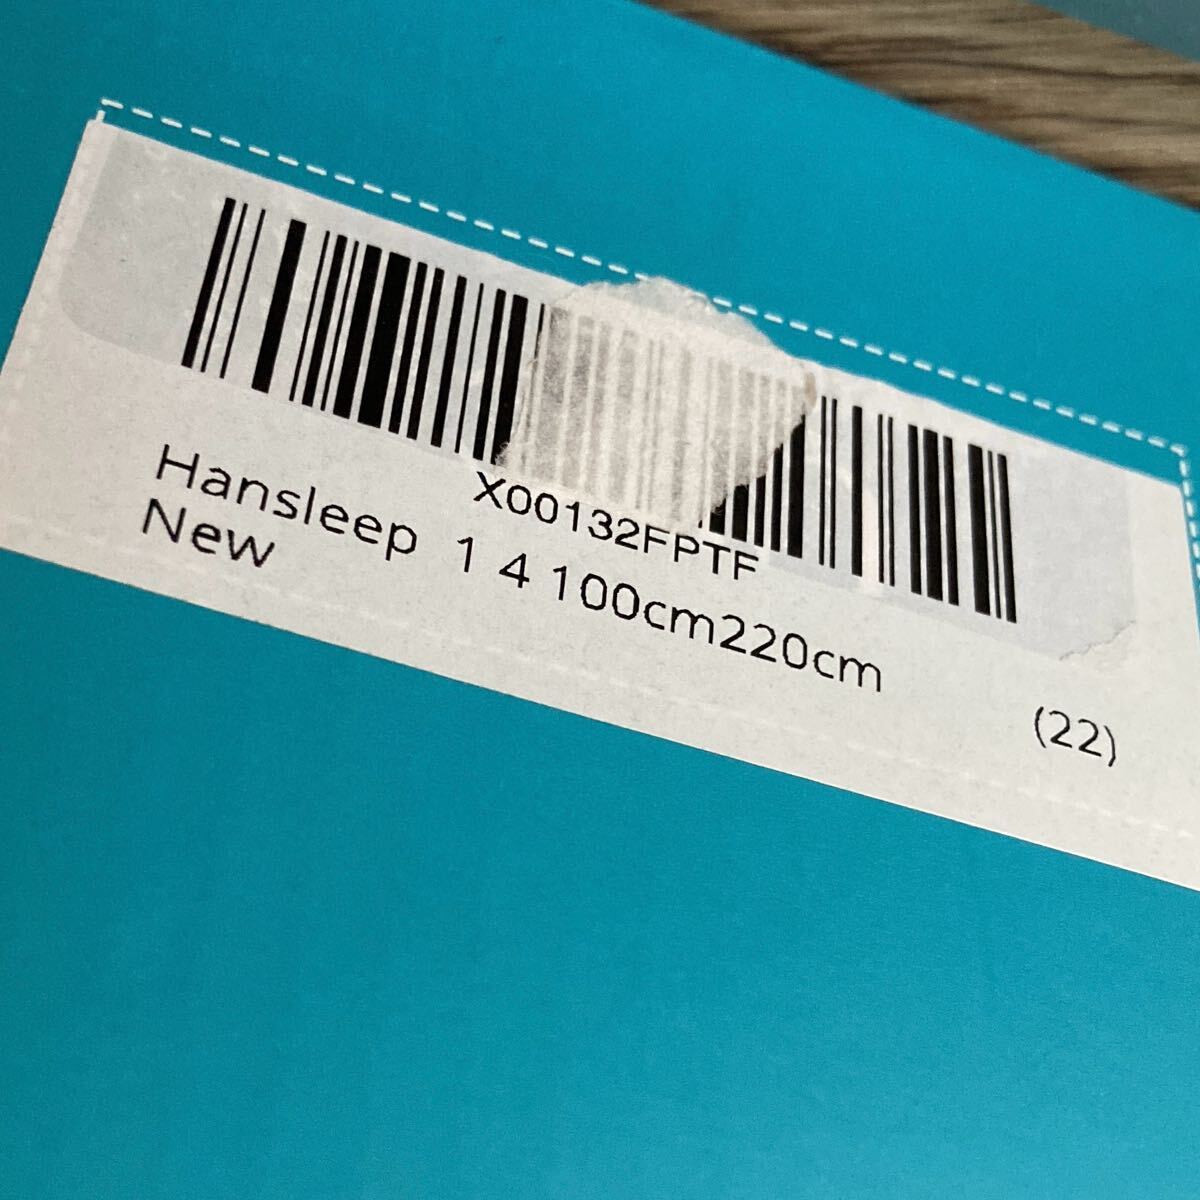 X00132FPTF
Hansleep 1 4 100cm220cm
New
(22)